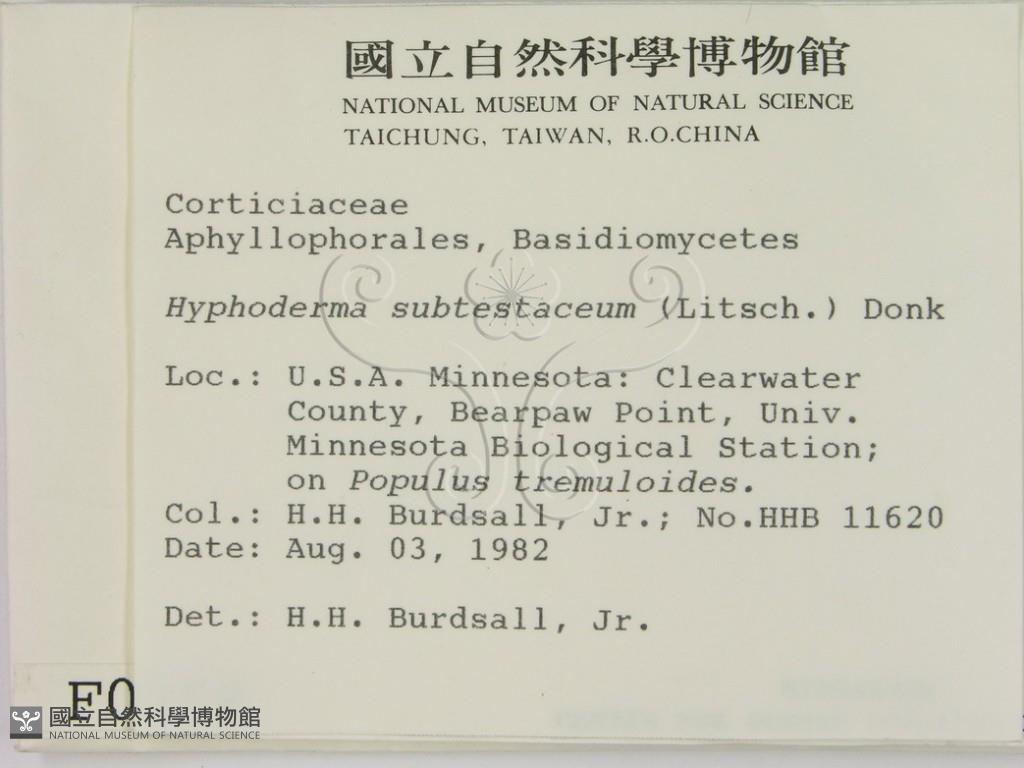 國立自然科學博物館
NATIONAL MUSEUM OF NATURAL SCIENCE
TAICHUNG, TAIWAN, R.O.CHINA
Corticiaceae
Aphyllophorales, Basidiomycetes
Hyphoderma subtestaceum (Litsch.) Donk
Loc.: U.S.A. Minnesota: Clearwater
County, Bearpaw Point, Univ.
Minnesota Biological Station;
on Populus tremuloides.
Col.: H.H. Burdsall, Jr.; No.HHB 11620
Date: Aug. 03, 1982
Det.: H.H. Burdsall, Jr.
F0
國立自然科學博物館
NATIONAL MUSEUM OF NATURAL SCIENCE